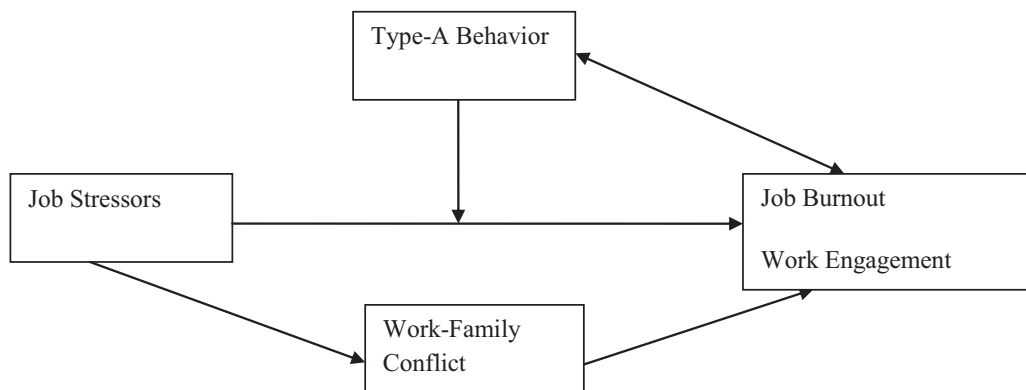 Type-A Behavior
Job Stressors
Job Burnout
Work Engagement
Work-Family
Conflict